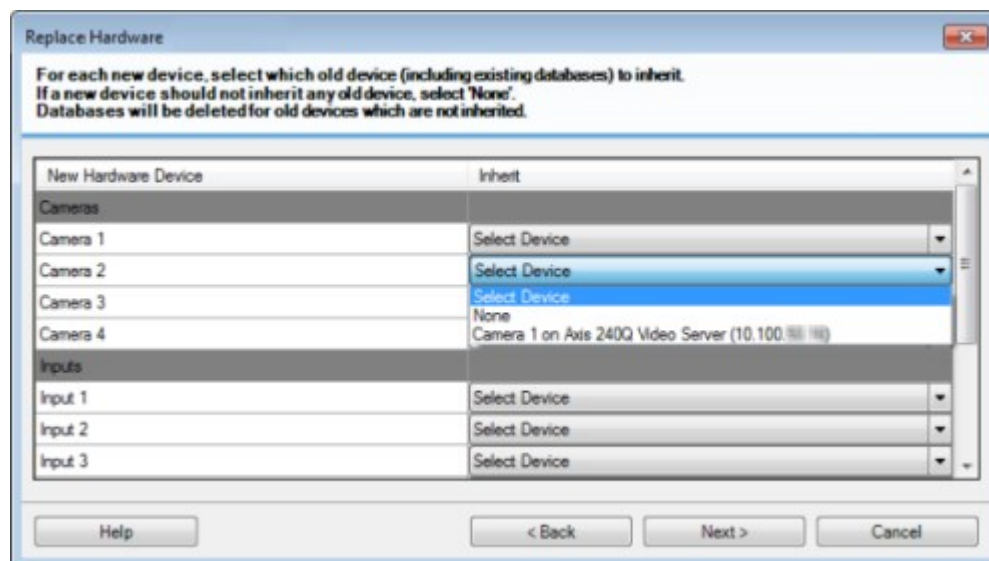 Replace Hardware
For each new device, select which old device (including existing databases) to inherit.
If a new device should not inherit any old device, select 'None'.
Databases will be deleted for old devices which are not inherited.
New Hardware Device Inherit
Cameras
Camera 1 Select Device
Camera 2 Select Device
Camera 3 Select Device
None
Camera 4 Camera 1 on Axis 240Q Video Server (10.100.
Inputs
Input 1 Select Device
Input 2 Select Device
Input 3 Select Device
Help < Back Next > Cancel